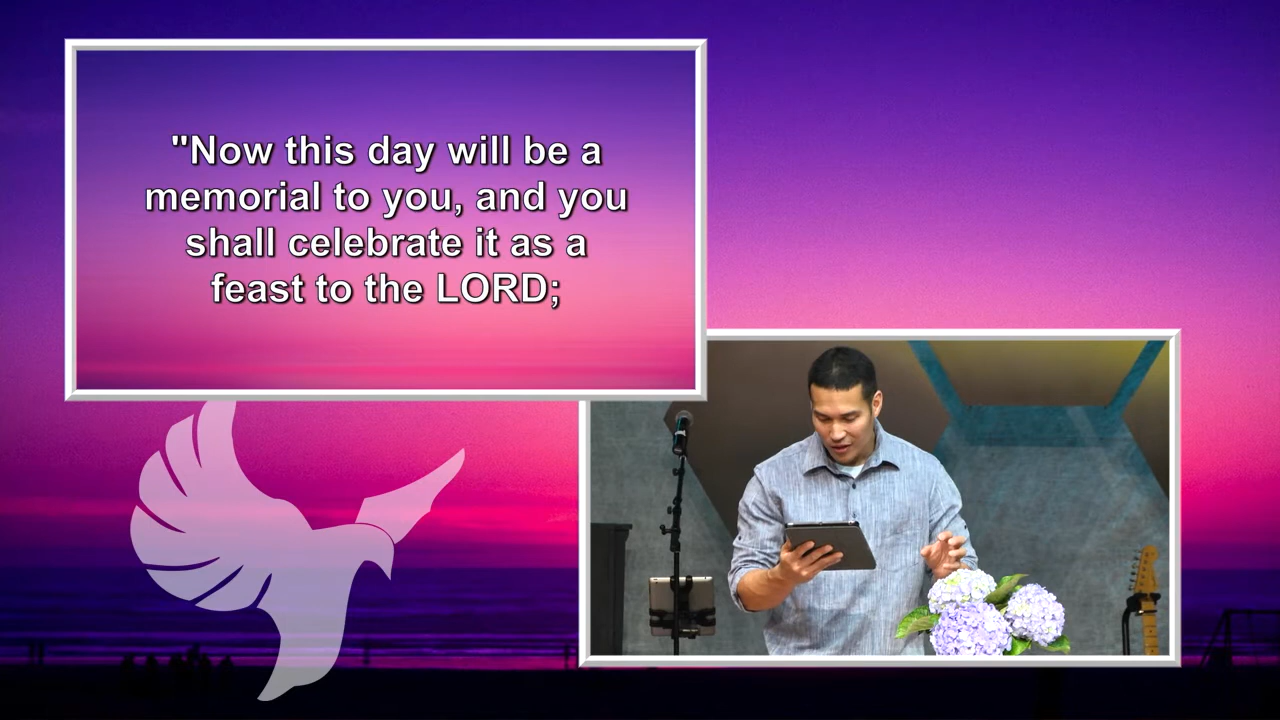 "Now this day will be a
memorial to you, and you
shall celebrate it as a
feast to the LORD;